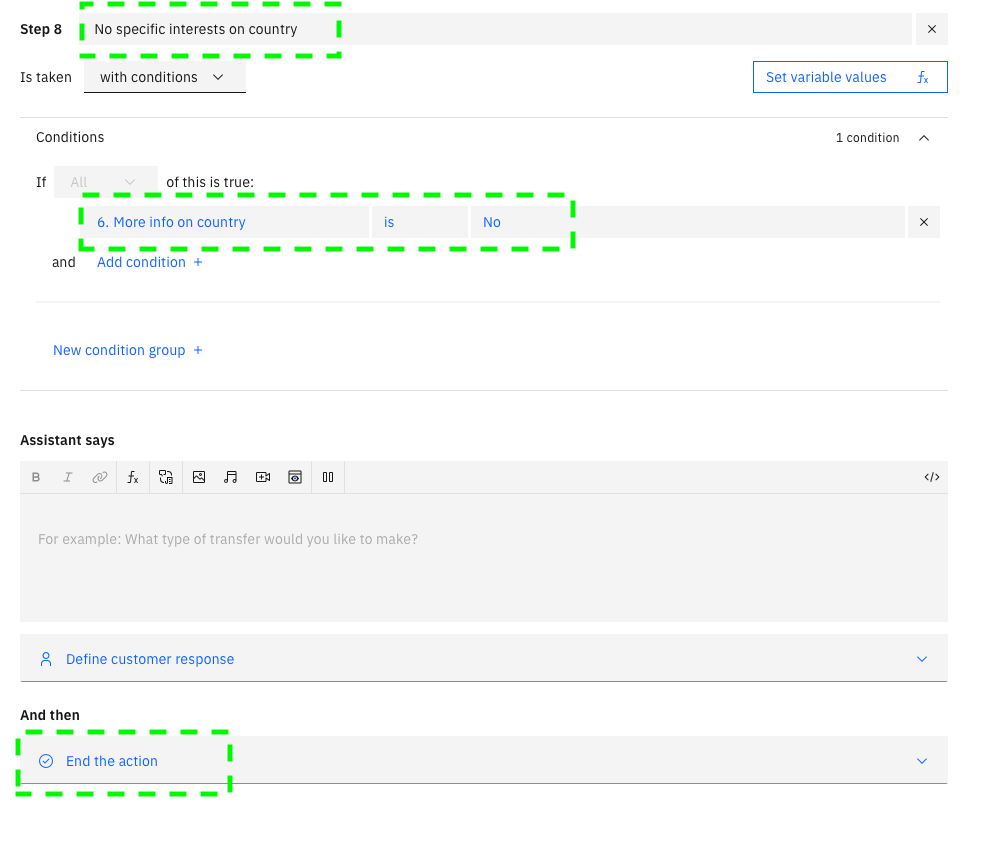 Step 8 No specific interests on country
Is taken with conditions Set variable values fx
Conditions 1 condition
If All of this is true:
6. More info on country is No
and Add condition +
New condition group +
Assistant says
B I fx </>
For example: What type of transfer would you like to make?
Define customer response
And then
End the action